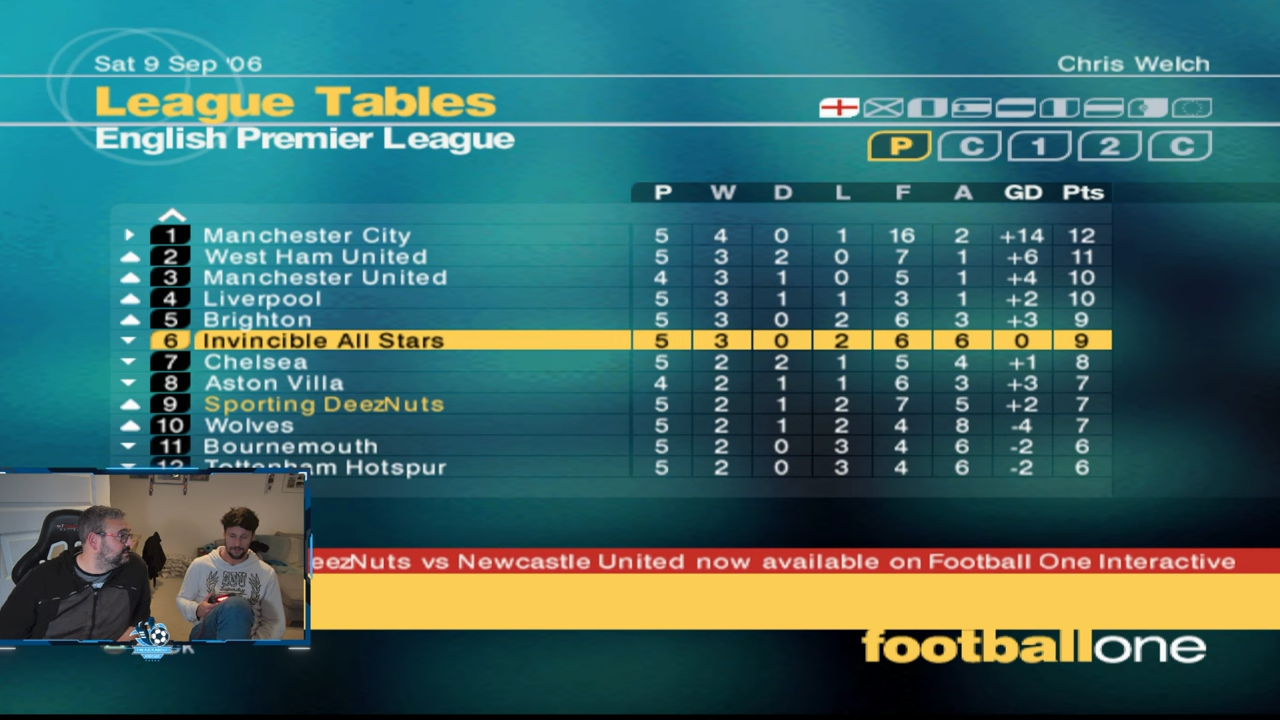 Sat 9 Sep '06
Chris Welch
League Tables
English Premier League
P C 1 2 C
P W D L F A GD Pts
1 Manchester City 5 4 0 1 16 2 +14 12
2 West Ham United 5 3 2 0 7 1 +6 11
3 Manchester United 4 3 1 0 5 1 +4 10
4 Liverpool 5 3 1 1 3 1 +2 10
5 Brighton 5 3 0 2 6 3 +3 9
6 Invincible All Stars 5 3 0 2 6 6 0 9
7 Chelsea 5 2 2 1 5 4 +1 8
8 Aston Villa 4 2 1 1 6 3 +3 7
9 Sporting DeezNuts 5 2 1 2 7 5 +2 7
10 Wolves 5 2 1 2 4 8 -4 7
11 Bournemouth 5 2 0 3 4 6 -2 6
12 Tottenham Hotspur 5 2 0 3 4 6 -2 6
eezNuts vs Newcastle United now available on Football One Interactive
footballone